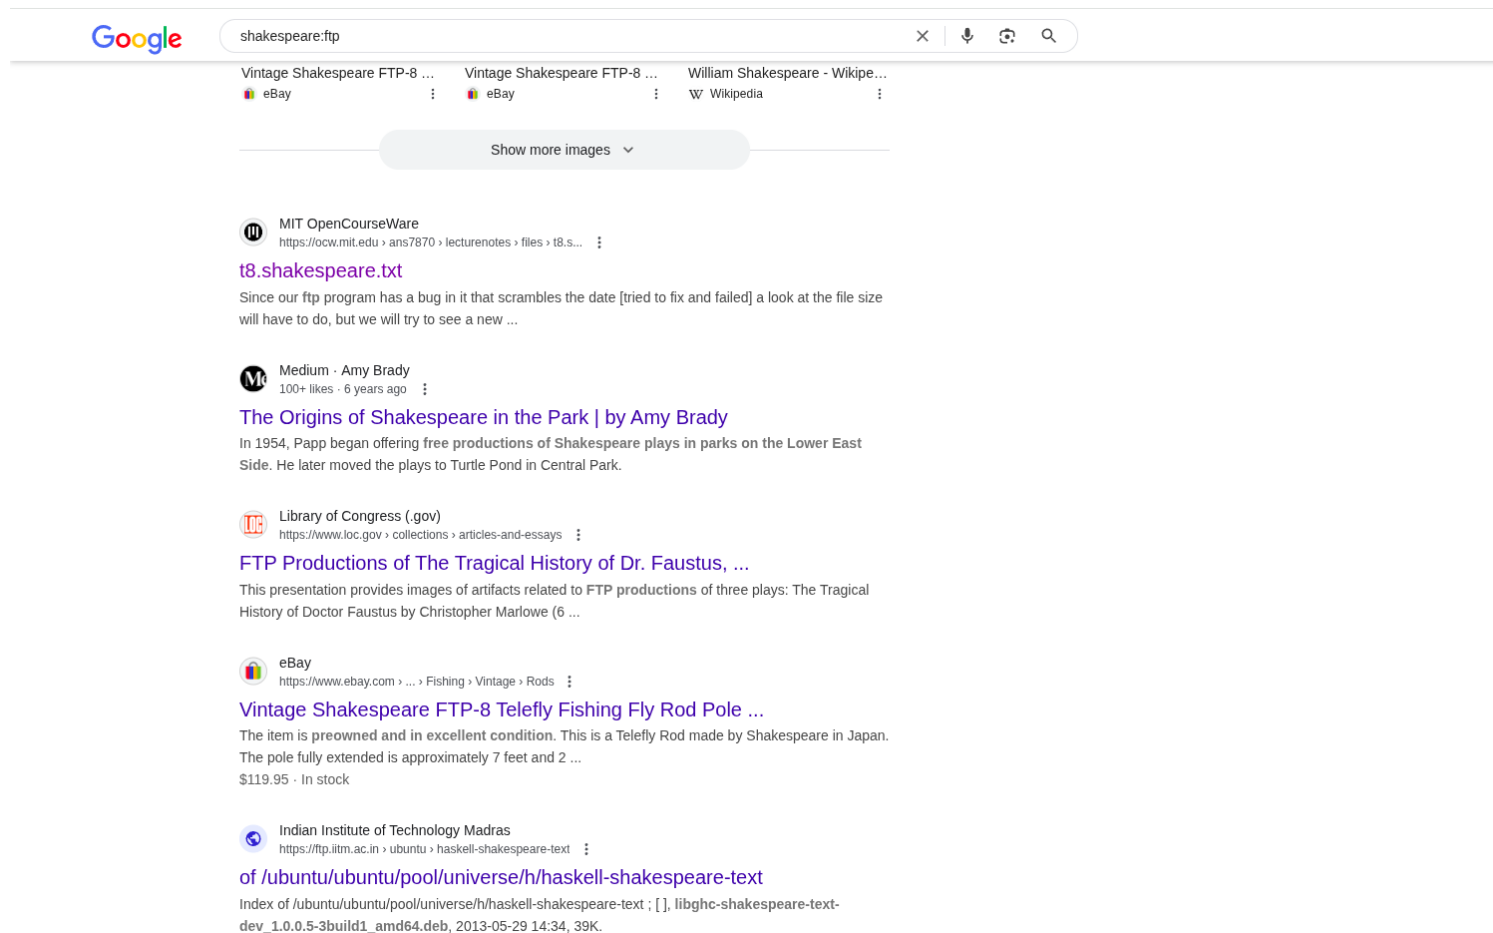 Google
shakespeare:ftp
Vintage Shakespeare FTP-8 ...
eBay
Vintage Shakespeare FTP-8 ...
eBay
William Shakespeare - Wikipe...
W Wikipedia
Show more images
MIT OpenCourseWare
https://ocw.mit.edu › ans7870 › lecturenotes › files › t8.s...
t8.shakespeare.txt
Since our ftp program has a bug in it that scrambles the date [tried to fix and failed] a look at the file size
will have to do, but we will try to see a new ...
Me
Medium · Amy Brady
100+ likes · 6 years ago
The Origins of Shakespeare in the Park | by Amy Brady
In 1954, Papp began offering free productions of Shakespeare plays in parks on the Lower East
Side. He later moved the plays to Turtle Pond in Central Park.
LOC
Library of Congress (.gov)
https://www.loc.gov › collections › articles-and-essays
FTP Productions of The Tragical History of Dr. Faustus, ...
This presentation provides images of artifacts related to FTP productions of three plays: The Tragical
History of Doctor Faustus by Christopher Marlowe (6 ...
eBay
https://www.ebay.com › ... › Fishing › Vintage › Rods
Vintage Shakespeare FTP-8 Telefly Fishing Fly Rod Pole ...
The item is preowned and in excellent condition. This is a Telefly Rod made by Shakespeare in Japan.
The pole fully extended is approximately 7 feet and 2 ...
$119.95 · In stock
Indian Institute of Technology Madras
https://ftp.iitm.ac.in › ubuntu › haskell-shakespeare-text
of /ubuntu/ubuntu/pool/universe/h/haskell-shakespeare-text
Index of /ubuntu/ubuntu/pool/universe/h/haskell-shakespeare-text ; [ ], libghc-shakespeare-text-
dev_1.0.0.5-3build1_amd64.deb, 2013-05-29 14:34, 39K.